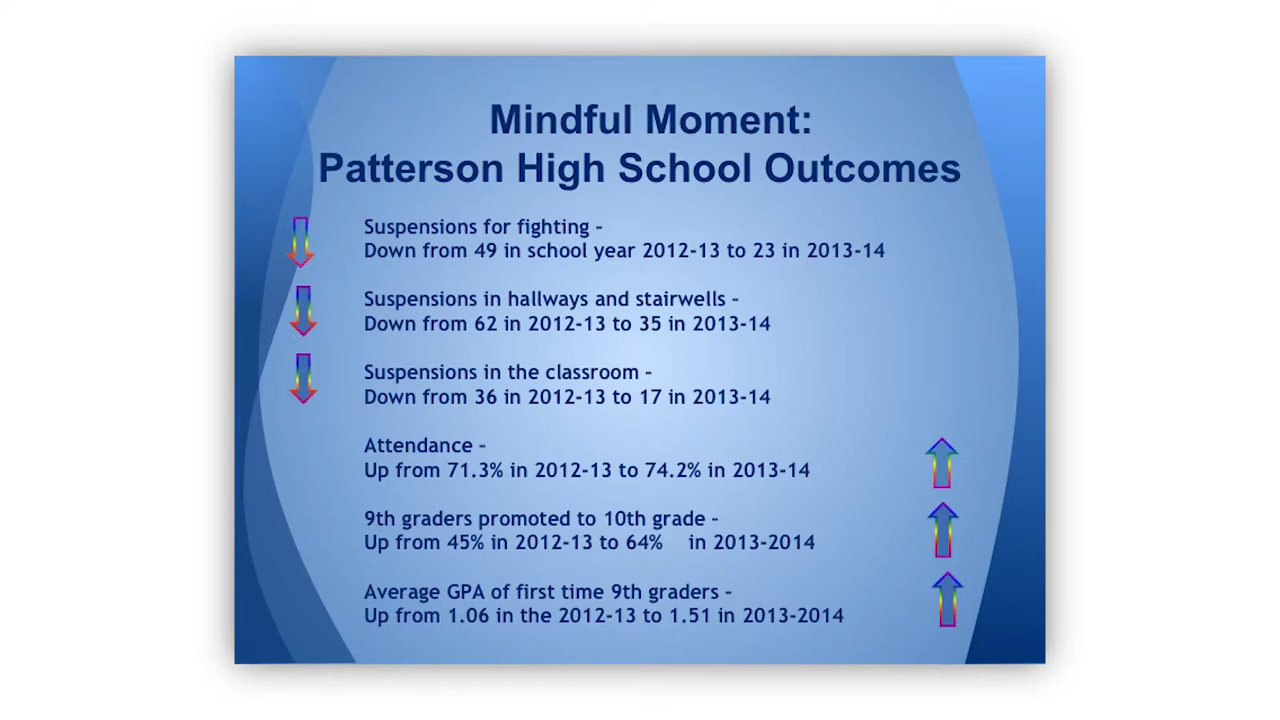 Mindful Moment:
Patterson High School Outcomes
Suspensions for fighting –
Down from 49 in school year 2012-13 to 23 in 2013-14
Suspensions in hallways and stairwells –
Down from 62 in 2012-13 to 35 in 2013-14
Suspensions in the classroom –
Down from 36 in 2012-13 to 17 in 2013-14
Attendance –
Up from 71.3% in 2012-13 to 74.2% in 2013-14
9th graders promoted to 10th grade –
Up from 45% in 2012-13 to 64% in 2013-2014
Average GPA of first time 9th graders –
Up from 1.06 in the 2012-13 to 1.51 in 2013-2014